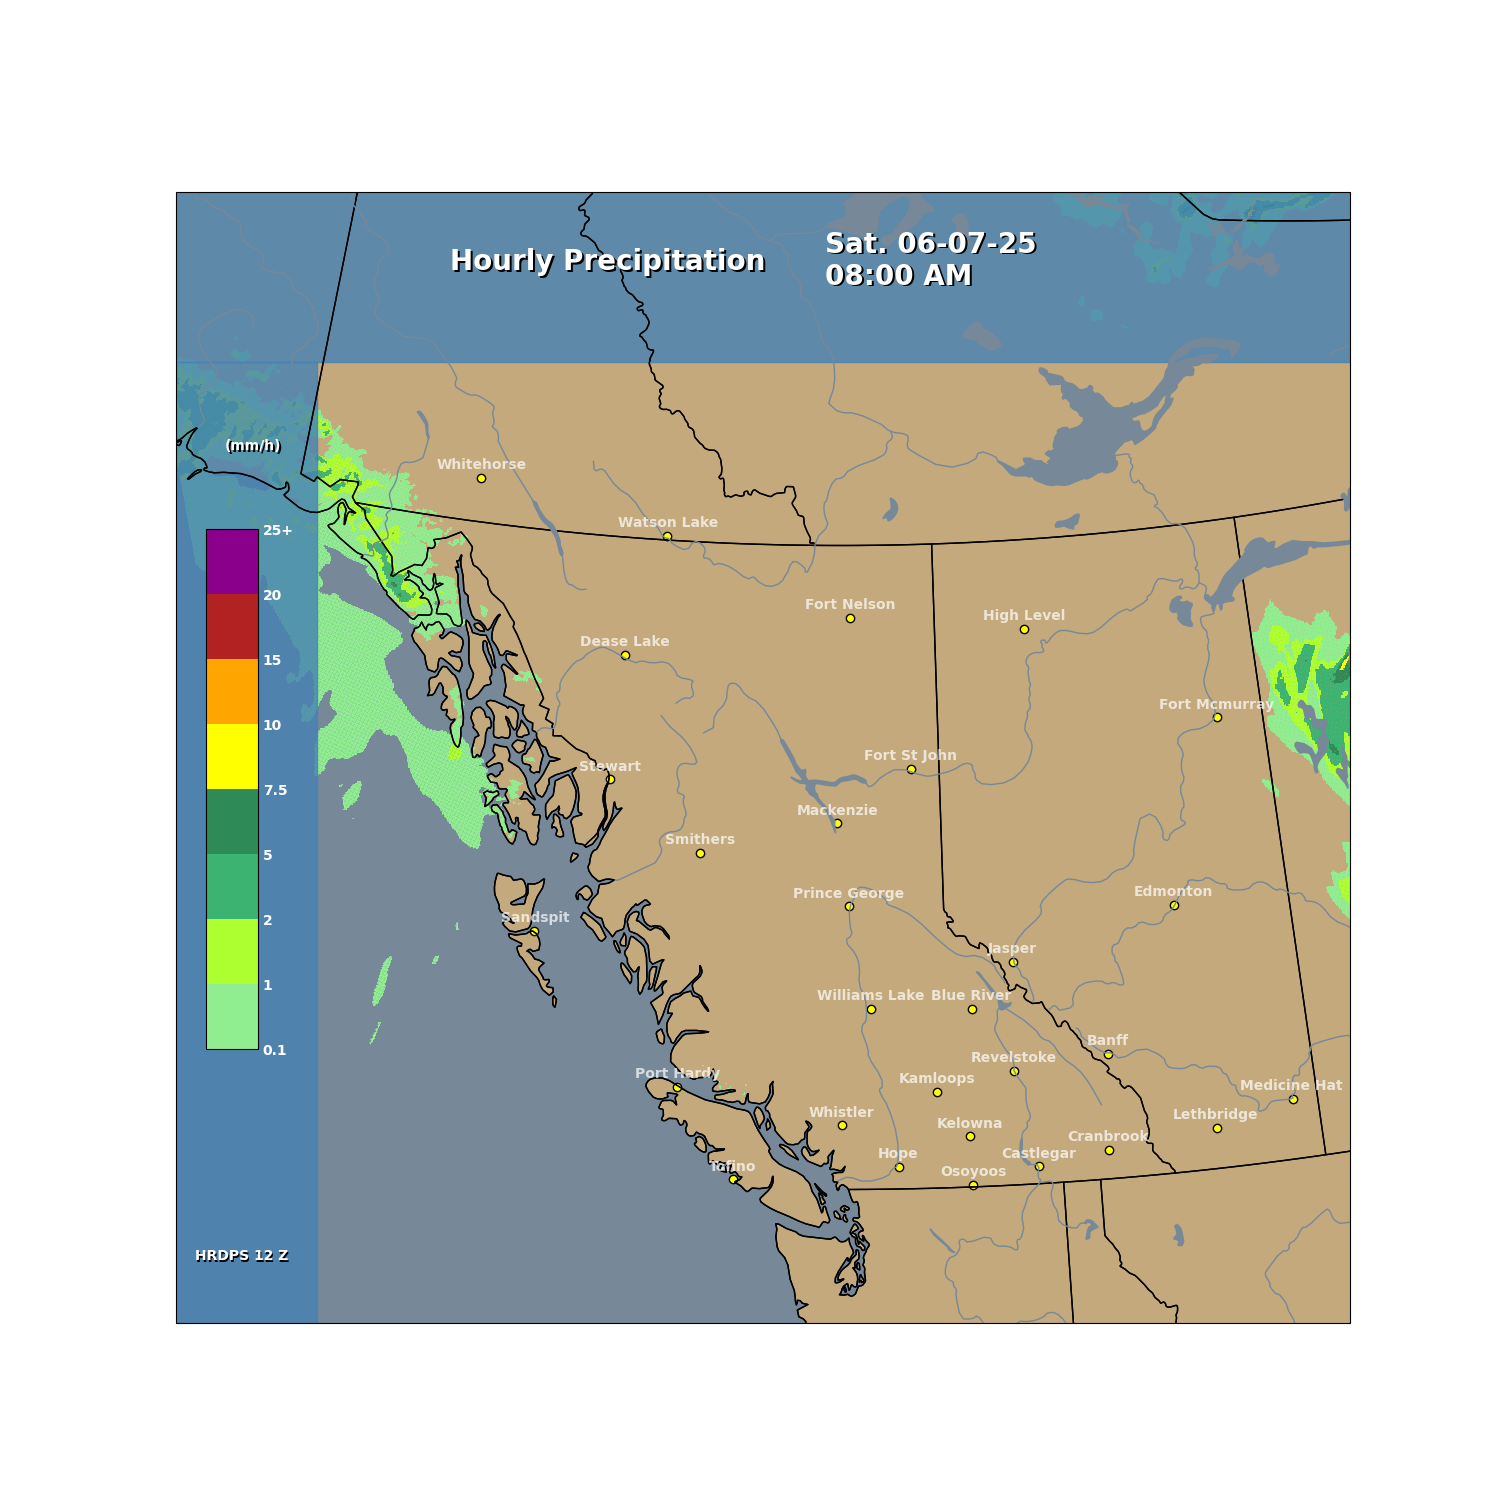 Hourly Precipitation
Sat. 06-07-25
08:00 AM
(mm/h)
25+
20
15
10
7.5
5
2
1
0.1
HRDPS 12 Z
Whitehorse
Watson Lake
Fort Nelson
High Level
Dease Lake
Fort Mcmurray
Fort St John
Stewart
Mackenzie
Smithers
Prince George
Edmonton
Sandspit
Jasper
Williams Lake
Blue River
Banff
Revelstoke
Port Hardy
Kamloops
Medicine Hat
Whistler
Lethbridge
Kelowna
Cranbrook
Hope
Castlegar
Tofino
Osoyoos